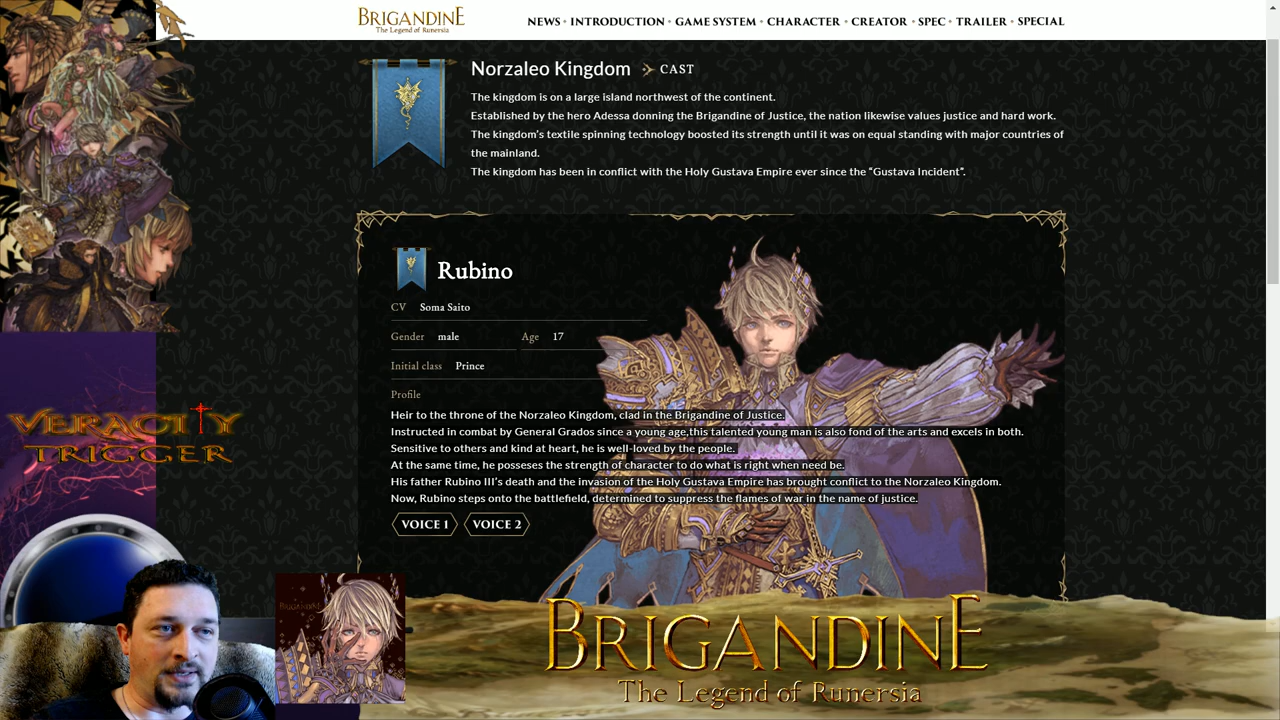 BRIGANDINE
The Legend of Runersia
NEWS • INTRODUCTION • GAME SYSTEM • CHARACTER • CREATOR • SPEC • TRAILER • SPECIAL
Norzaleo Kingdom CAST
The kingdom is on a large island northwest of the continent.
Established by the hero Adessa donning the Brigandine of Justice, the nation likewise values justice and hard work.
The kingdom's textile spinning technology boosted its strength until it was on equal standing with major countries of
the mainland.
The kingdom has been in conflict with the Holy Gustava Empire ever since the “Gustava Incident”.
Rubino
CV Soma Saito
Gender male Age 17
Initial class Prince
Profile
Heir to the throne of the Norzaleo Kingdom, clad in the Brigandine of Justice.
Instructed in combat by General Grados since a young age,this talented young man is also fond of the arts and excels in both.
Sensitive to others and kind at heart, he is well-loved by the people.
At the same time, he posseses the strength of character to do what is right when need be.
His father Rubino III's death and the invasion of the Holy Gustava Empire has brought conflict to the Norzaleo Kingdom.
Now, Rubino steps onto the battlefield, determined to suppress the flames of war in the name of justice.
VOICE 1 VOICE 2
VERACITY
TRIGGER
BRIGANDINE
BRIGANDINE
The Legend of Runersia